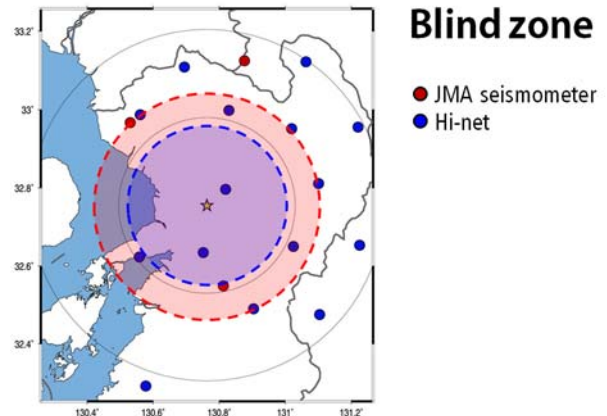 Blind zone
JMA seismometer
Hi-net
33.2˚
33˚
32.8˚
32.6˚
32.4˚
130.4˚ 130.6˚ 130.8˚ 131˚ 131.2˚